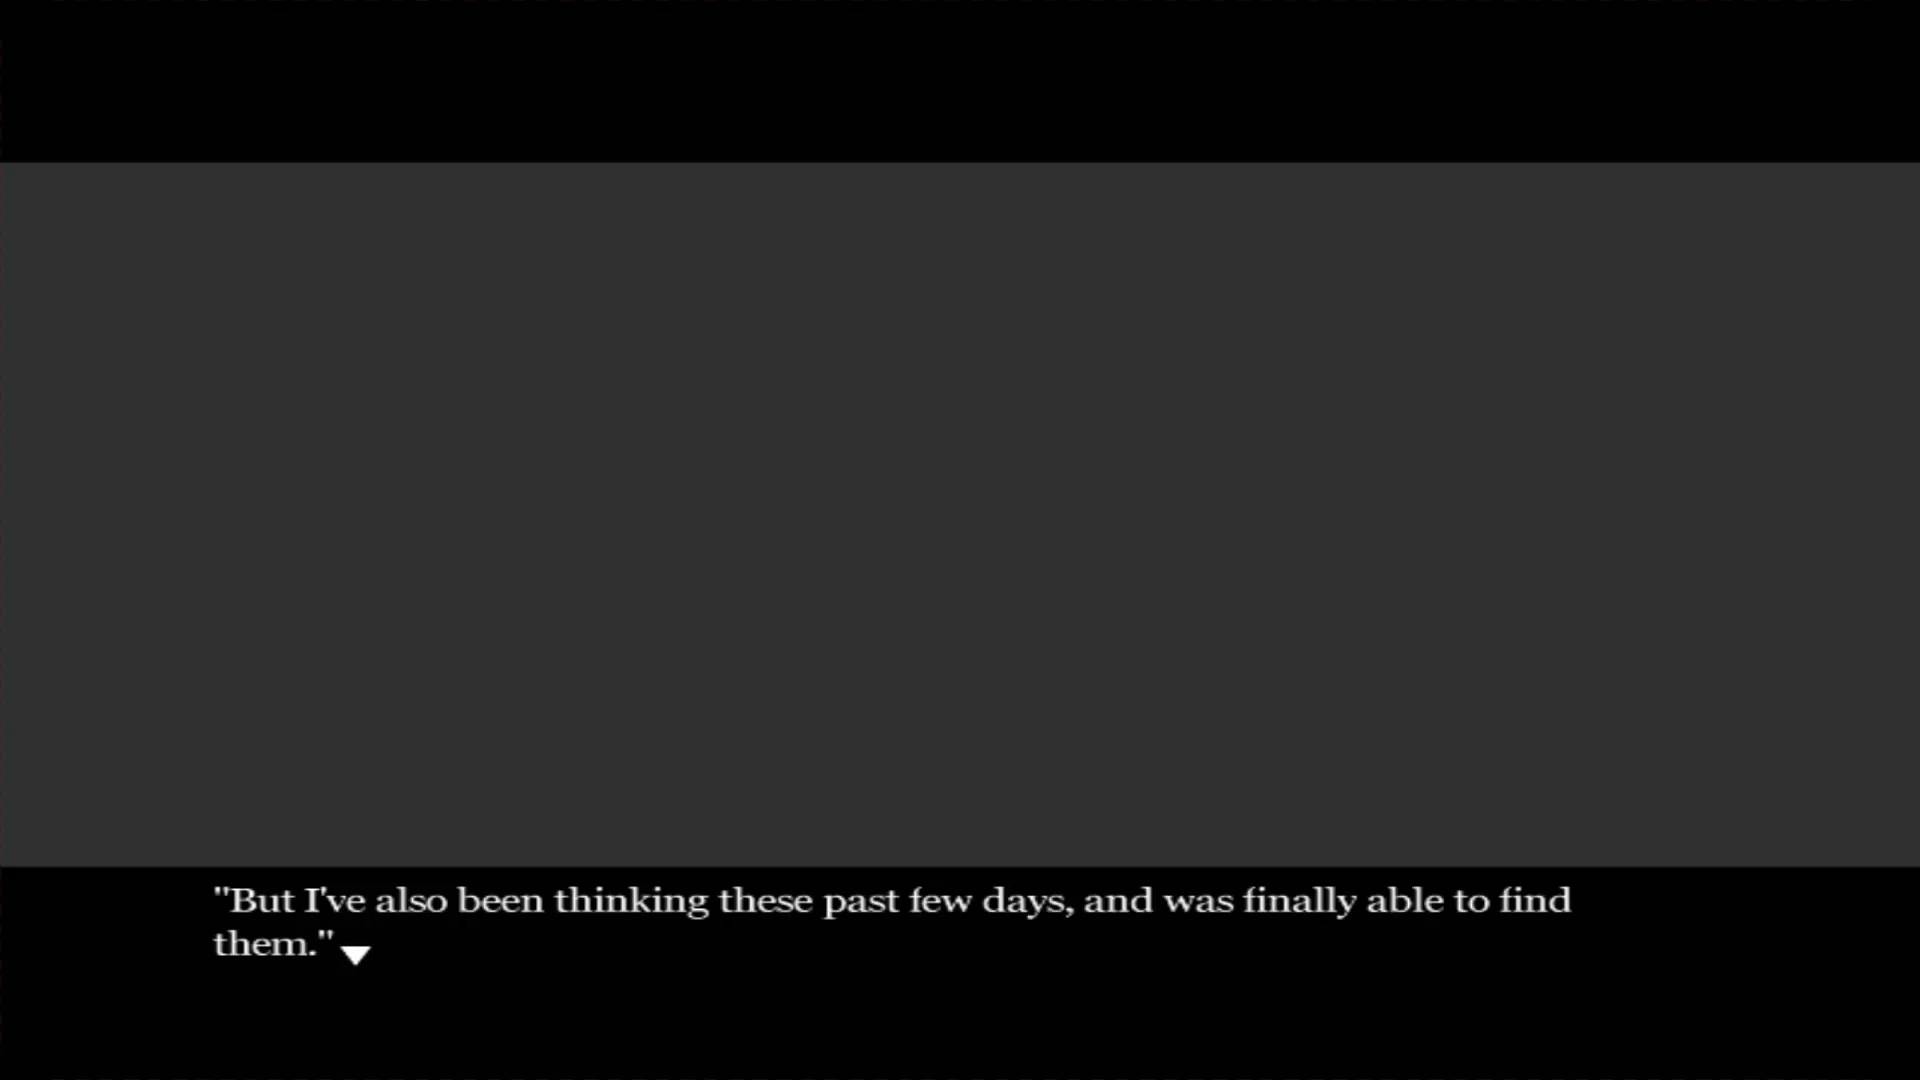 "But I've also been thinking these past few days, and was finally able to find
them."